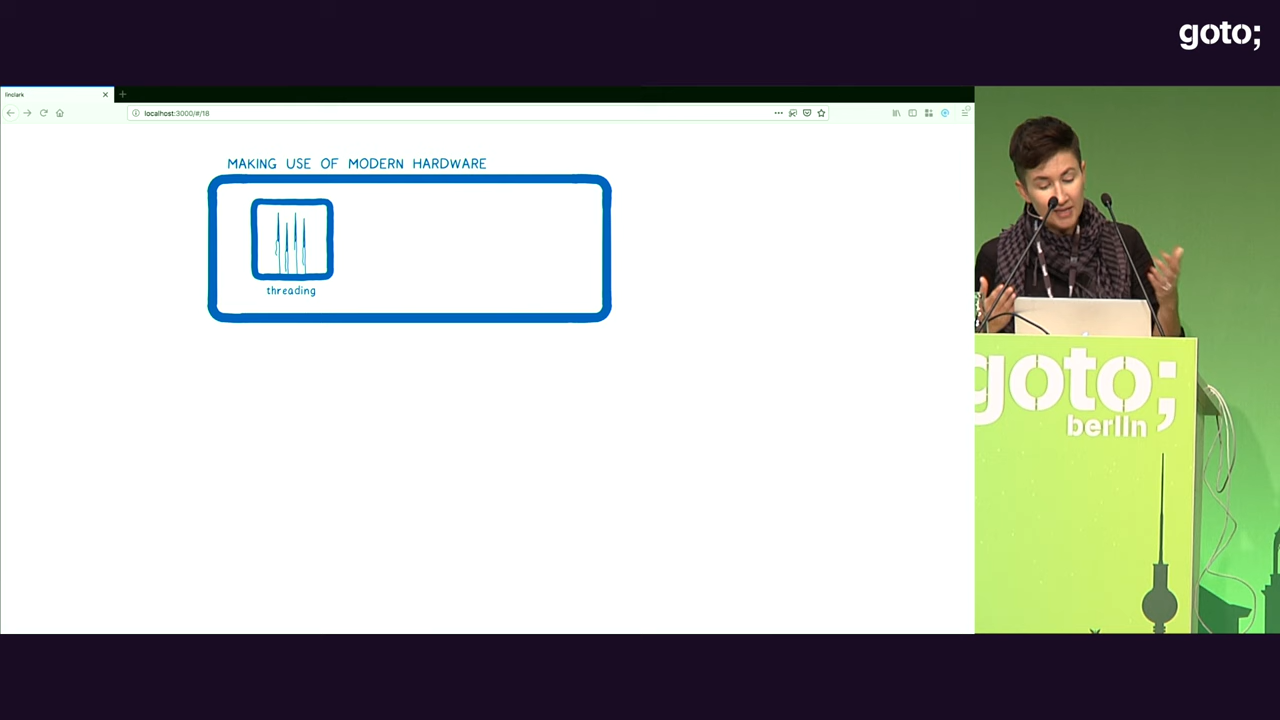 goto;
linclark
localhost:3000/#/18
MAKING USE OF MODERN HARDWARE
threading
goto;
berlin